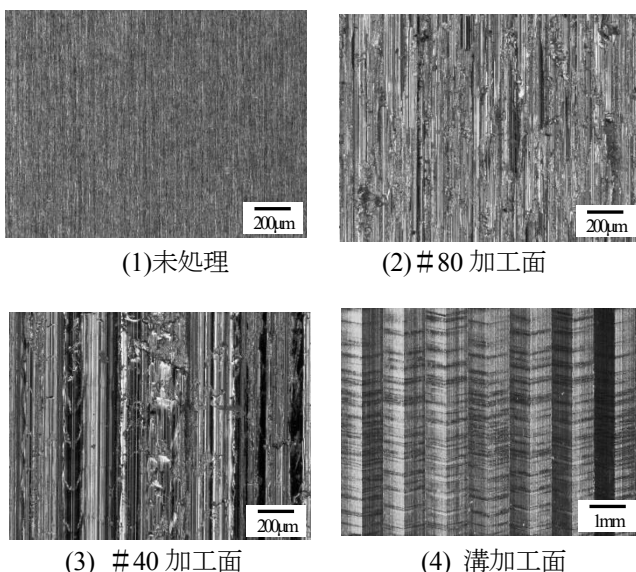 200μm
200μm
(1)未処理
(2)＃80 加工面
200μm
1mm
(3) ＃40 加工面
(4) 溝加工面